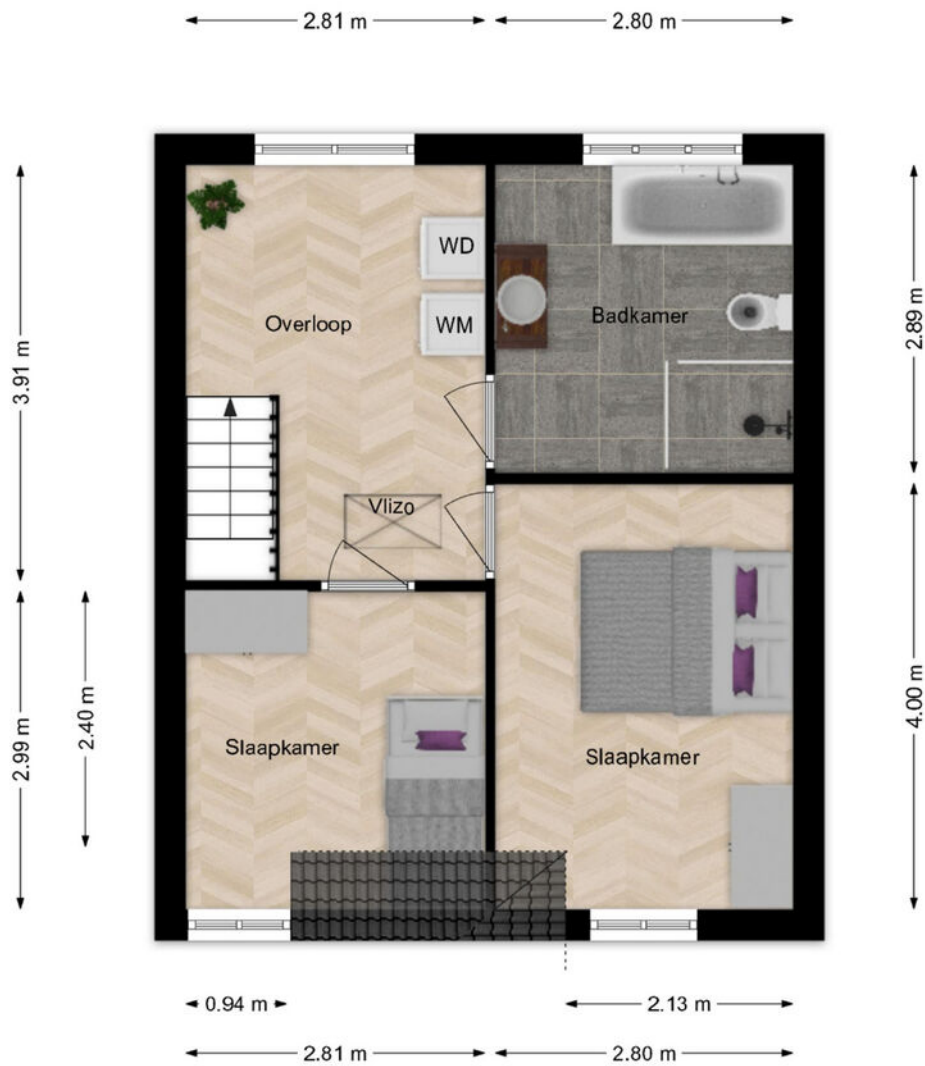 2.81 m
2.80 m
WD
Overloop
WM
Badkamer
3.91 m
2.89 m
Vlizo
2.99 m
2.40 m
Slaapkamer
Slaapkamer
4.00 m
0.94 m
2.13 m
2.81 m
2.80 m